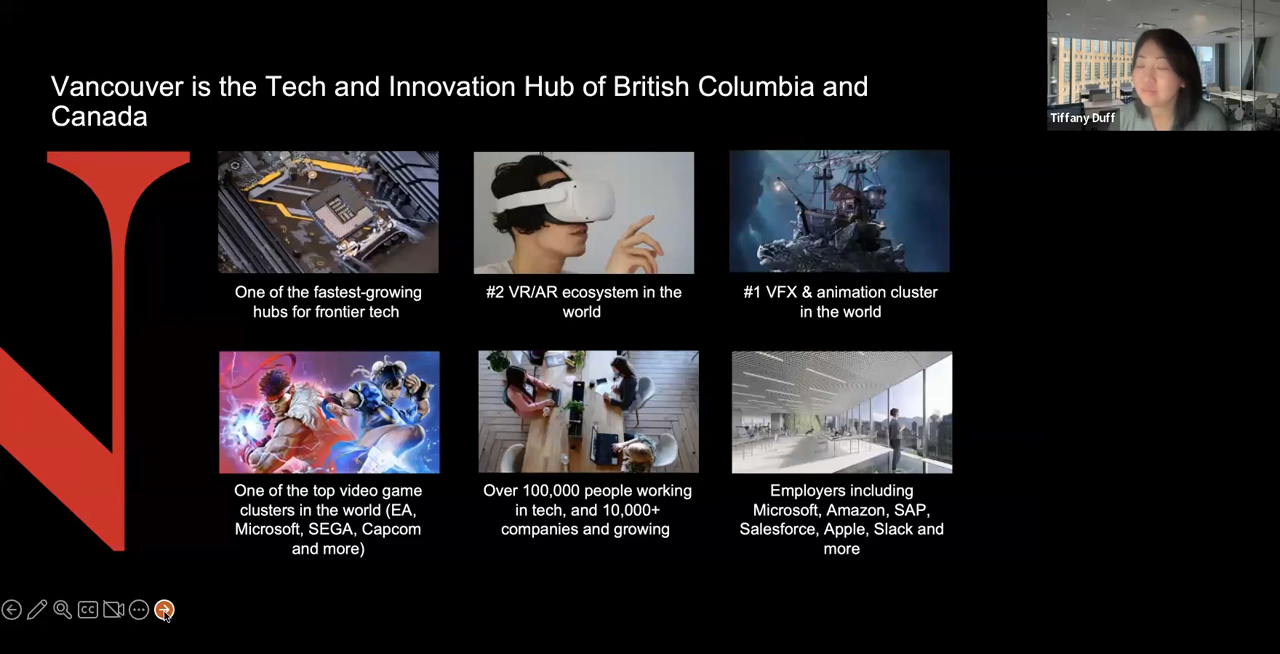 Vancouver is the Tech and Innovation Hub of British Columbia and
Canada
Tiffany Duff
One of the fastest-growing
hubs for frontier tech
#2 VR/AR ecosystem in the
world
#1 VFX & animation cluster
in the world
One of the top video game
clusters in the world (EA,
Microsoft, SEGA, Capcom
and more)
Over 100,000 people working
in tech, and 10,000+
companies and growing
Employers including
Microsoft, Amazon, SAP,
Salesforce, Apple, Slack and
more
CC